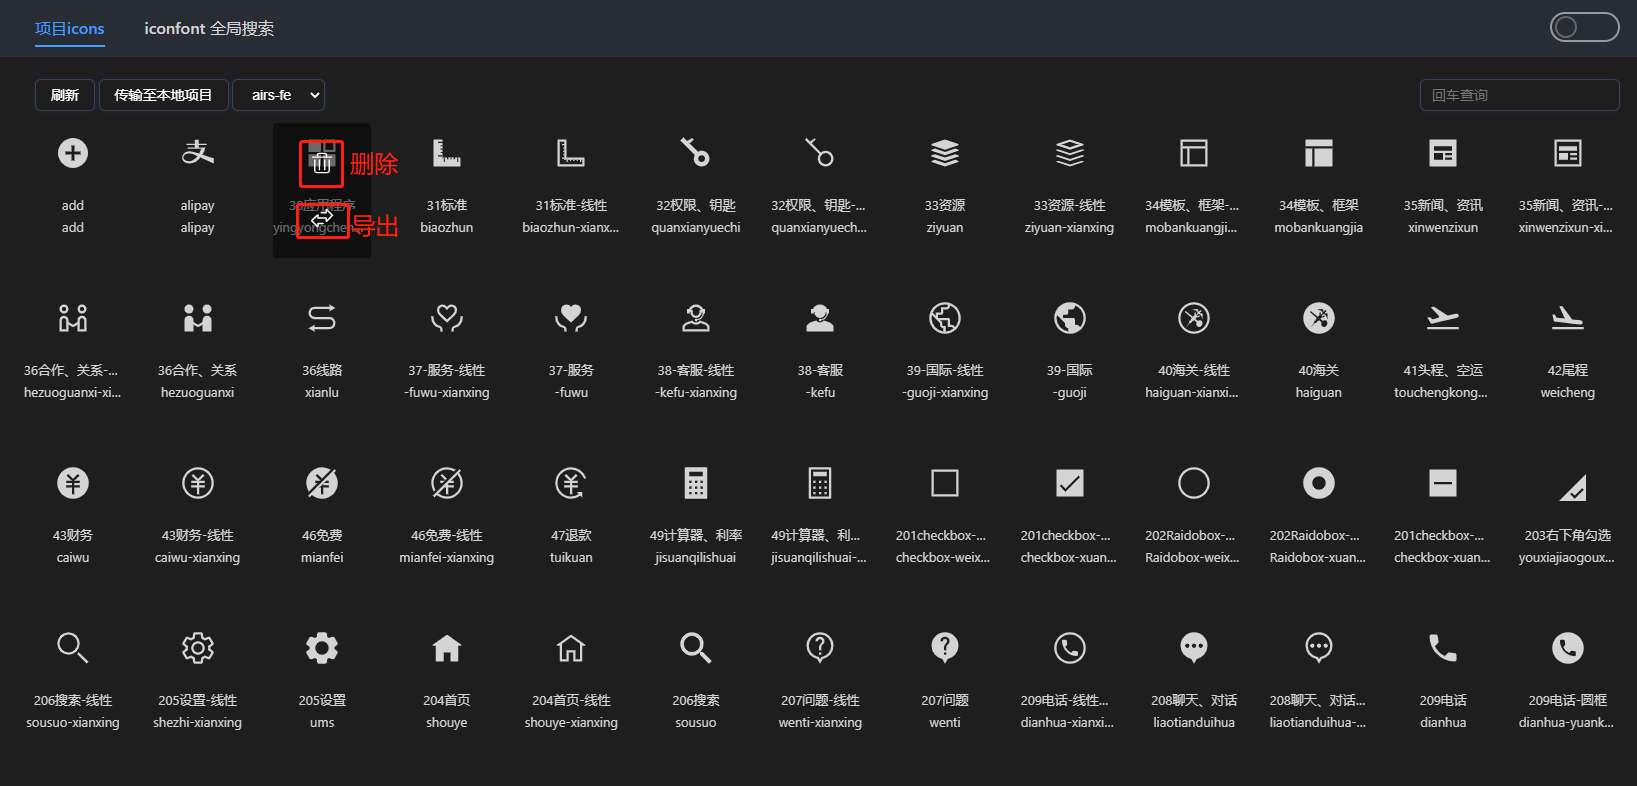 项目icons iconfont 全局搜索
刷新 传输至本地项目 airs-fe 回车查询
删除
add alipay 30应用程序 31标准 31标准-线性 32权限、钥匙 32权限、钥匙-... 33资源 33资源-线性 34模板、框架-... 34模板、框架 35新闻、资讯 35新闻、资讯-...
add alipay yingyongchen... biaozhun biaozhun-xianx... quanxianyuechi quanxianyuech... ziyuan ziyuan-xianxing mobankuangji... mobankuangjia xinwenzixun xinwenzixun-xi...
导出
36合作、关系-... 36合作、关系 36线路 37-服务-线性 37-服务 38-客服-线性 38-客服 39-国际-线性 39-国际 40海关-线性 40海关 41头程、空运 42尾程
hezuoguanxi-xi... hezuoguanxi xianlu -fuwu-xianxing -fuwu -kefu-xianxing -kefu -guoji-xianxing -guoji haiguan-xianxi... haiguan touchengkong... weicheng
43财务 43财务-线性 46免费 46免费-线性 47退款 49计算器、利率 49计算器、利... 201checkbox-... 201checkbox-... 202Raidobox-... 202Raidobox-... 201checkbox-... 203右下角勾选
caiwu caiwu-xianxing mianfei mianfei-xianxing tuikuan jisuanqilishuai jisuanqilishuai-... checkbox-weix... checkbox-xuan... Raidobox-weix... Raidobox-xuan... checkbox-xuan... youxiajiaogoux...
206搜索-线性 205设置-线性 205设置 204首页 204首页-线性 206搜索 207问题-线性 207问题 209电话-线性... 208聊天、对话 208聊天、对话... 209电话 209电话-圆框
sousuo-xianxing shezhi-xianxing ums shouye shouye-xianxing sousuo wenti-xianxing wenti dianhua-xianxi... liaotianduihua liaotianduihua-... dianhua dianhua-yuank...